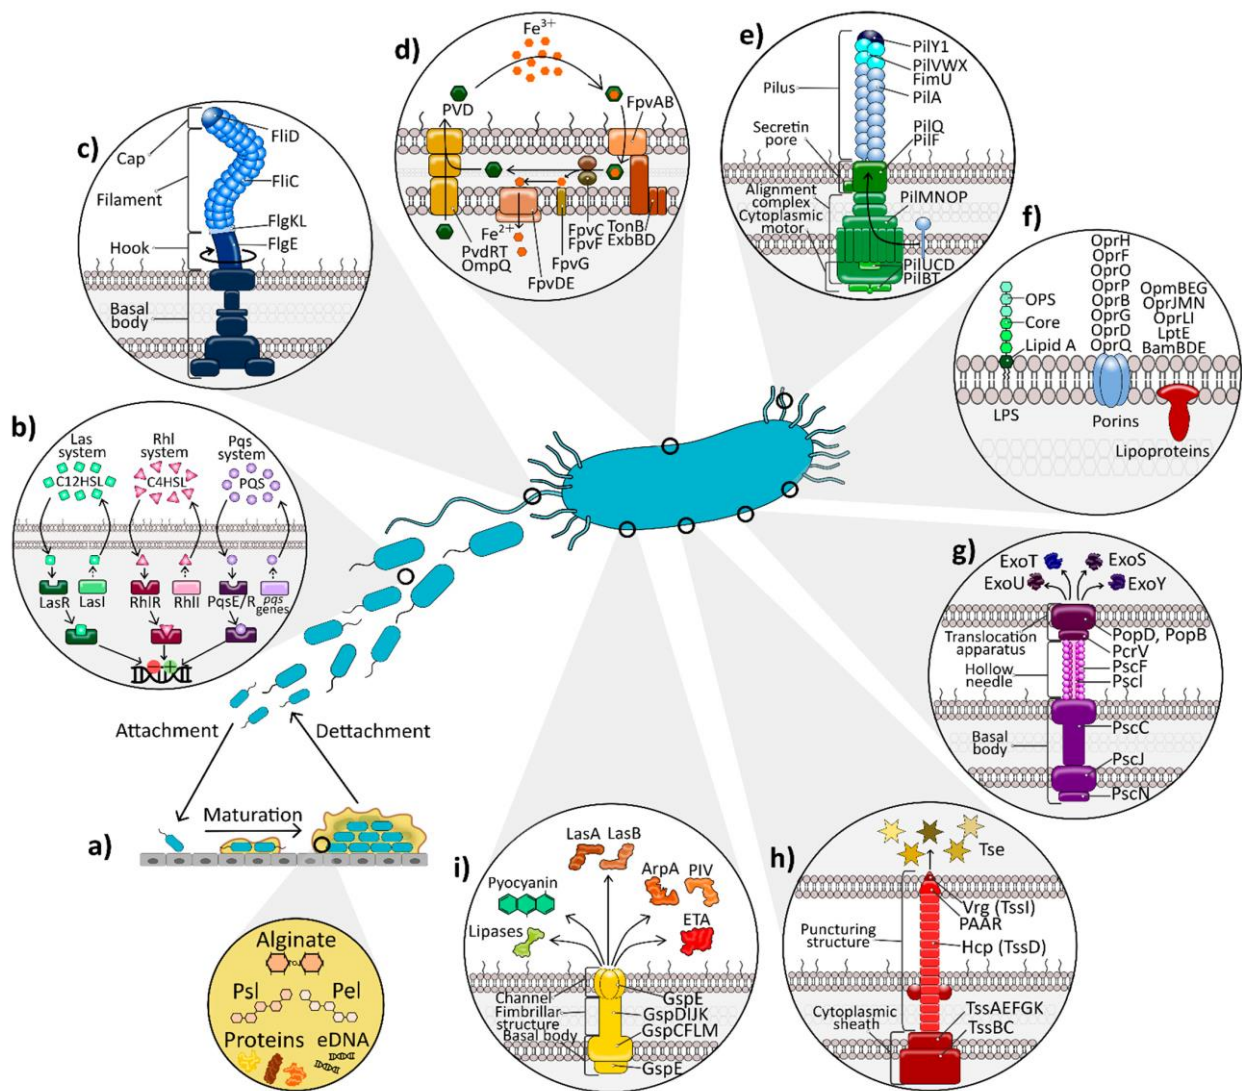 a)
Attachment
Dettachment
Maturation
Alginate
Psl
Pel
Proteins
eDNA
b)
Las
system
Rhl
system
Pqs
system
C12HSL
C4HSL
PQS
LasR
LasI
RhlR
RhlI
PqsE/R
pqs
genes
c)
Cap
Filament
Hook
Basal
body
FliD
FliC
FlgKL
FlgE
d)
Fe3+
PVD
FpvAB
Fe2+
PvdRT
OmpQ
FpvDE
FpvC
FpvF
FpvG
TonB/
ExbBD
e)
Pilus
Secretin
pore
Alignment
complex
Cytoplasmic
motor
PilY1
PilVWX
FimU
PilA
PilQ
PilF
PilMNOP
PilUCD
PilBT
f)
OPS
Core
Lipid A
LPS
OprH
OprF
OprO
OprP
OprB
OprG
OprD
OprQ
Porins
OpmBEG
OprJMN
OprLI
LptE
BamBDE
Lipoproteins
g)
ExoT
ExoS
ExoU
ExoY
Translocation
apparatus
Hollow
needle
Basal
body
PopD, PopB
PcrV
PscF
PscI
PscC
PscJ
PscN
h)
Tse
Puncturing
structure
Cytoplasmic
sheath
Vrg (TssI)
PAAR
Hcp (TssD)
TssAEFGK
TssBC
i)
LasA
LasB
ArpA
PIV
Pyocyanin
Lipases
ETA
Channel
Fimbrillar
structure
Basal body
GspE
GspDIJK
GspCFLM
GspE